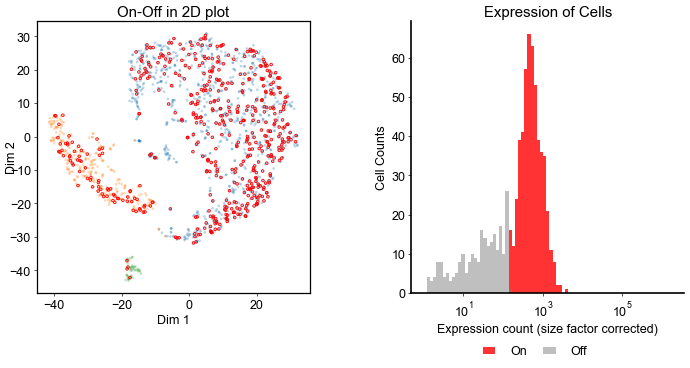 On-Off in 2D plot
Expression of Cells
30
20
10
0
−10
−20
−30
−40
Dim 2
−40
−20
0
20
Dim 1
60
50
40
30
20
10
0
Cell Counts
10^1
10^3
10^5
Expression count (size factor corrected)
On
Off